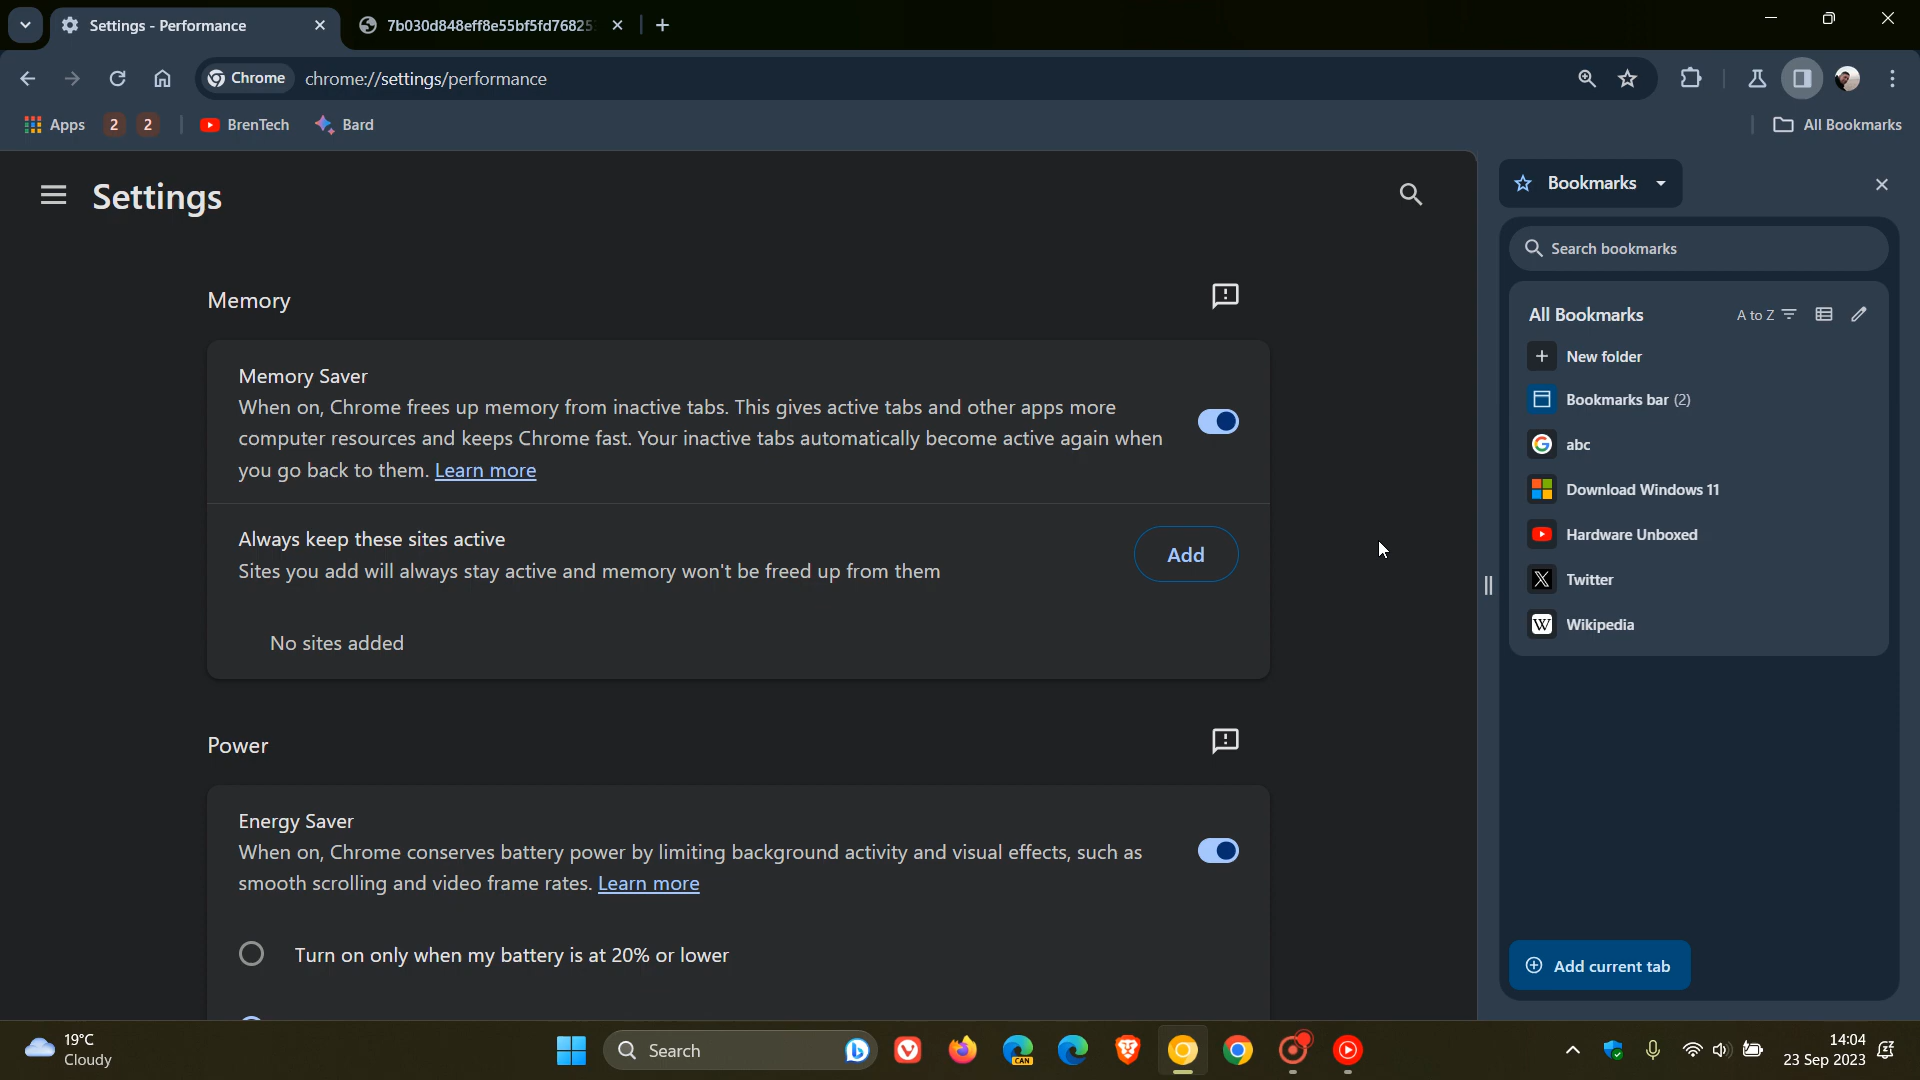 Settings - Performance
7b030d848eff8e55bf5fd76825
Chrome
chrome://settings/performance
Apps
2
2
BrenTech
Bard
All Bookmarks
Settings
Memory
Memory Saver
When on, Chrome frees up memory from inactive tabs. This gives active tabs and other apps more
computer resources and keeps Chrome fast. Your inactive tabs automatically become active again when
you go back to them. Learn more
Always keep these sites active
Sites you add will always stay active and memory won't be freed up from them
Add
No sites added
Power
Energy Saver
When on, Chrome conserves battery power by limiting background activity and visual effects, such as
smooth scrolling and video frame rates. Learn more
Turn on only when my battery is at 20% or lower
Bookmarks
Search bookmarks
All Bookmarks
A to Z
New folder
Bookmarks bar (2)
abc
Download Windows 11
Hardware Unboxed
Twitter
Wikipedia
Add current tab
19°C
Cloudy
Search
CAN
14:04
23 Sep 2023